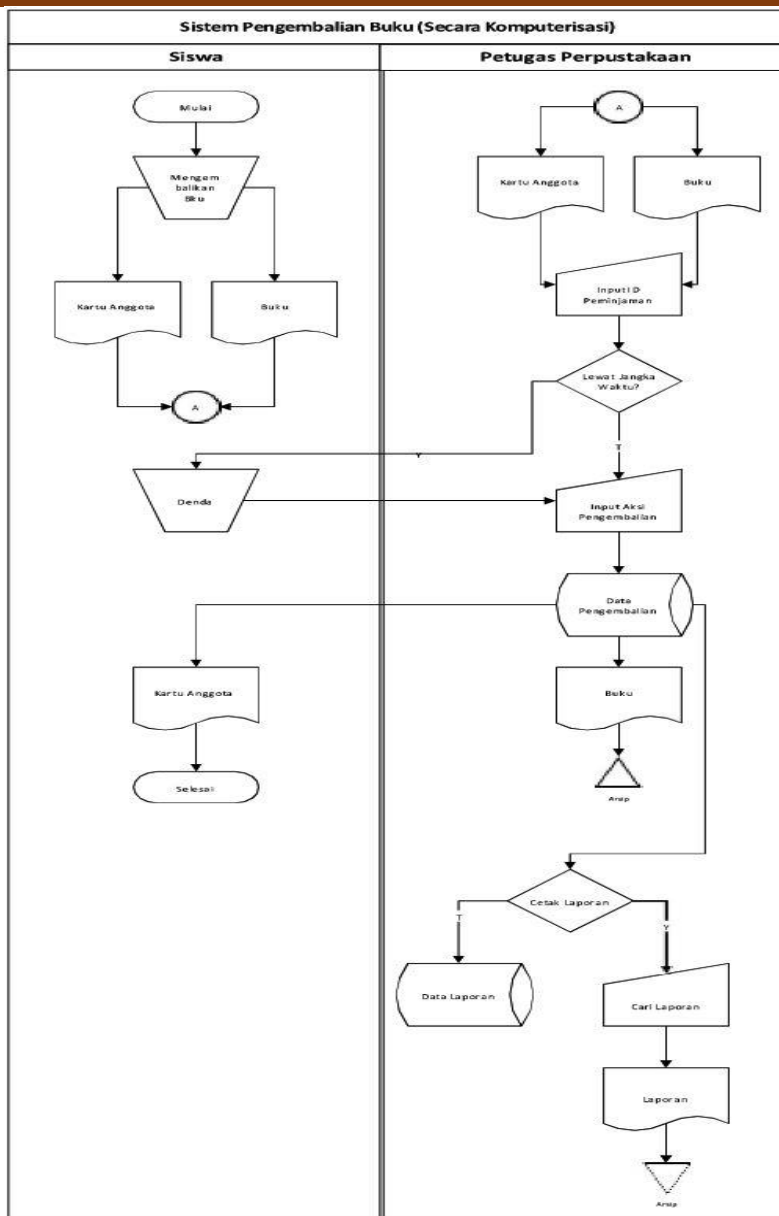 Sistem Pengembalian Buku (Secara Komputerisasi)
Siswa
Petugas Perpustakaan
Mulai
Mengem
balikan
Bku
Kartu Anggota
Buku
A
A
Kartu Anggota
Buku
Input ID
Peminjaman
Lewat Jangka
Waktu?
Y
T
Denda
Input Aksi
Pengembalian
Data
Pengembalian
Kartu Anggota
Selesai
Buku
Arsip
Cetak Laporan
T
Y
Data Laporan
Cari Laporan
Laporan
Arsip